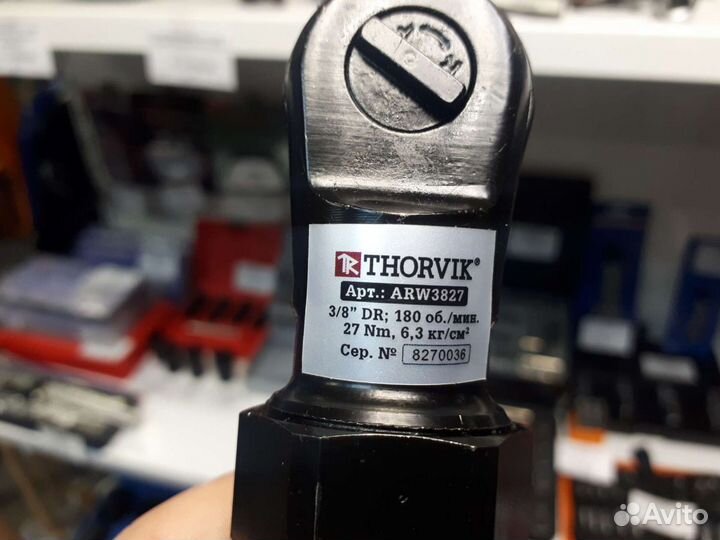 THORVIK®
Арт.: ARW3827
3/8” DR; 180 об./мин.
27 Nm, 6,3 кг/см²
Сер. № 8270036
Avito